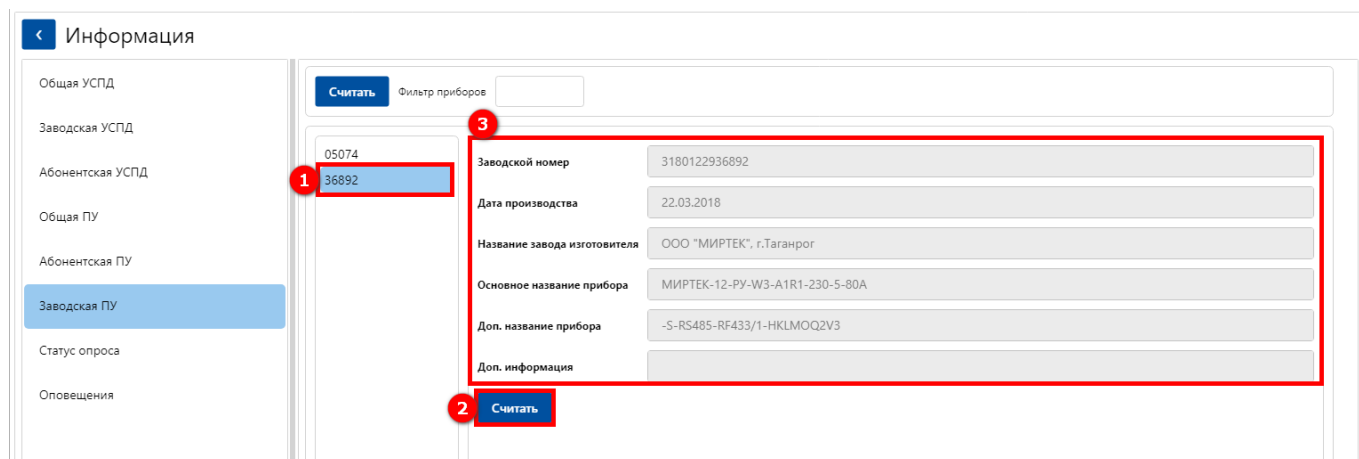 Информация
Общая УСПД
Заводская УСПД
Абонентская УСПД
Общая ПУ
Абонентская ПУ
Заводская ПУ
Статус опроса
Оповещения
Считать Фильтр приборов
3
05074
1 36892
Заводской номер 3180122936892
Дата производства 22.03.2018
Название завода изготовителя ООО "МИРТЕК", г.Таганрог
Основное название прибора МИРТЕК-12-РУ-W3-A1R1-230-5-80A
Доп. название прибора -S-RS485-RF433/1-HKLMOQ2V3
Доп. информация
2 Считать